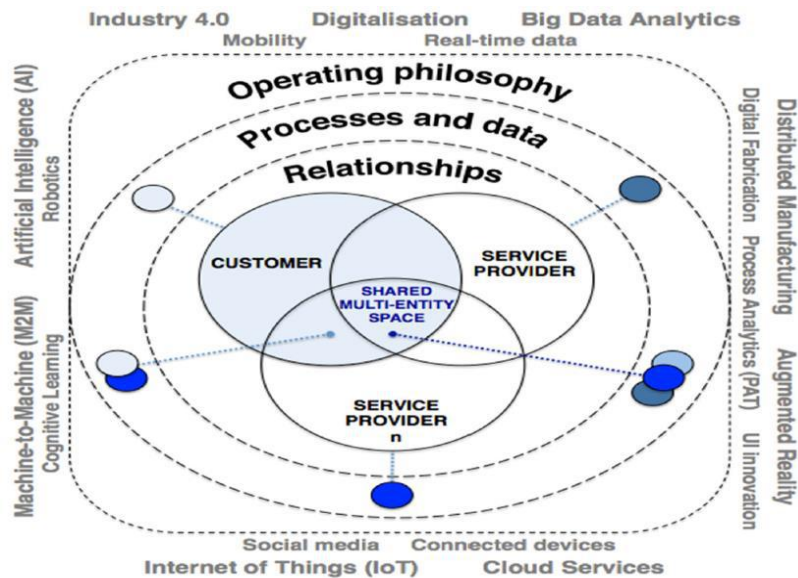 Industry 4.0 Digitalisation Big Data Analytics
Mobility Real-time data
Operating philosophy
Processes and data
Relationships
CUSTOMER
SERVICE
PROVIDER
SHARED
MULTI-ENTITY
SPACE
SERVICE
PROVIDER
n
Artificial Intelligence (AI)
Robotics
Machine-to-Machine (M2M)
Cognitive Learning
Distributed Manufacturing
Digital Fabrication
Process Analytics (PAT)
Augmented Reality
UI innovation
Social media Connected devices
Internet of Things (IoT) Cloud Services